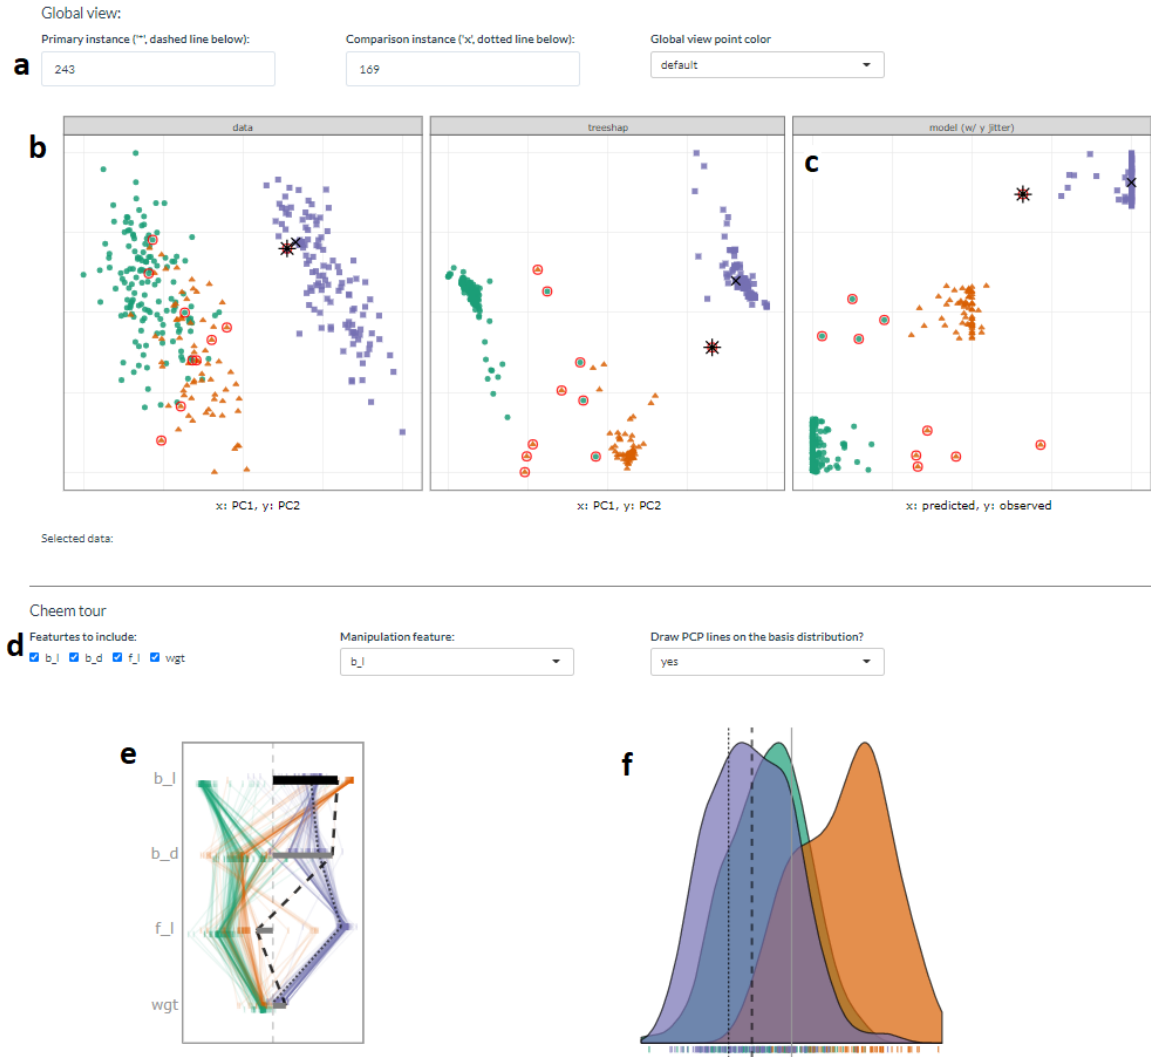 Global view:
Primary instance ('*', dashed line below):
Comparison instance ('x', dotted line below):
Global view point color
a
243
169
default
b
data
treeshap
c
model (w/ y jitter)
x: PC1, y: PC2
x: PC1, y: PC2
x: predicted, y: observed
Selected data:
Cheem tour
d
Featurtes to include:
Manipulation feature:
Draw PCP lines on the basis distribution?
b_l b_d f_l wgt
b_l
yes
e
f
b_l
b_d
f_l
wgt